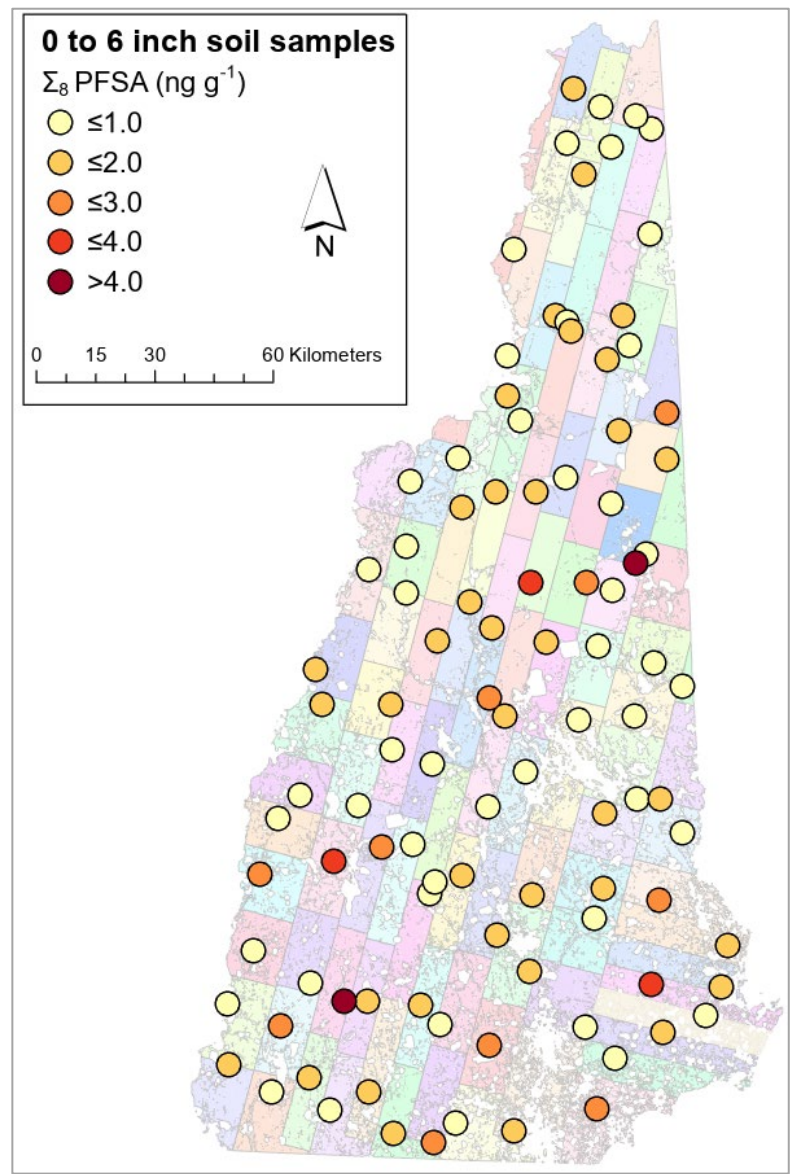 0 to 6 inch soil samples
Σ₈ PFSA (ng g⁻¹)
≤1.0
≤2.0
≤3.0
≤4.0
>4.0
N
0 15 30 60 Kilometers